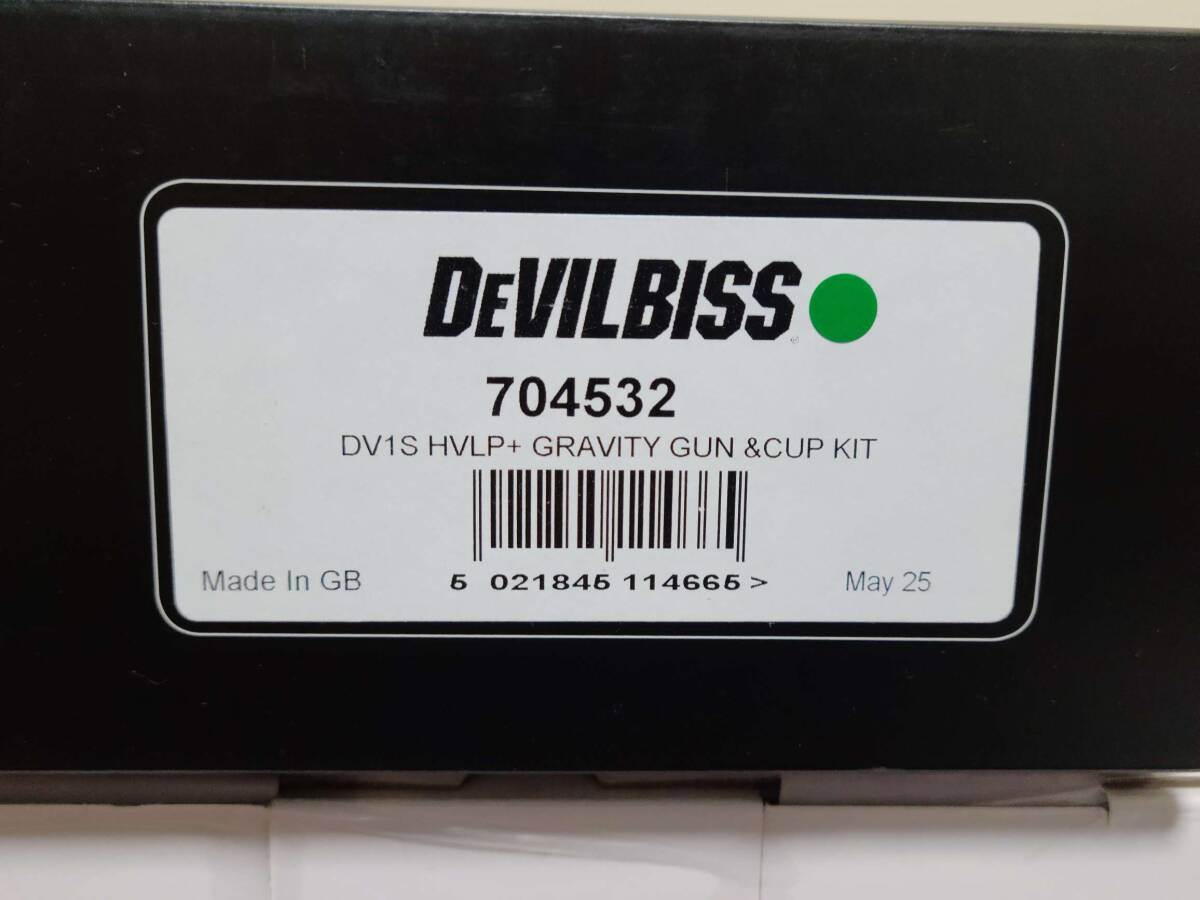 DEVILBISS
704532
DV1S HVLP+ GRAVITY GUN &CUP KIT
Made In GB 5 021845 114665 > May 25